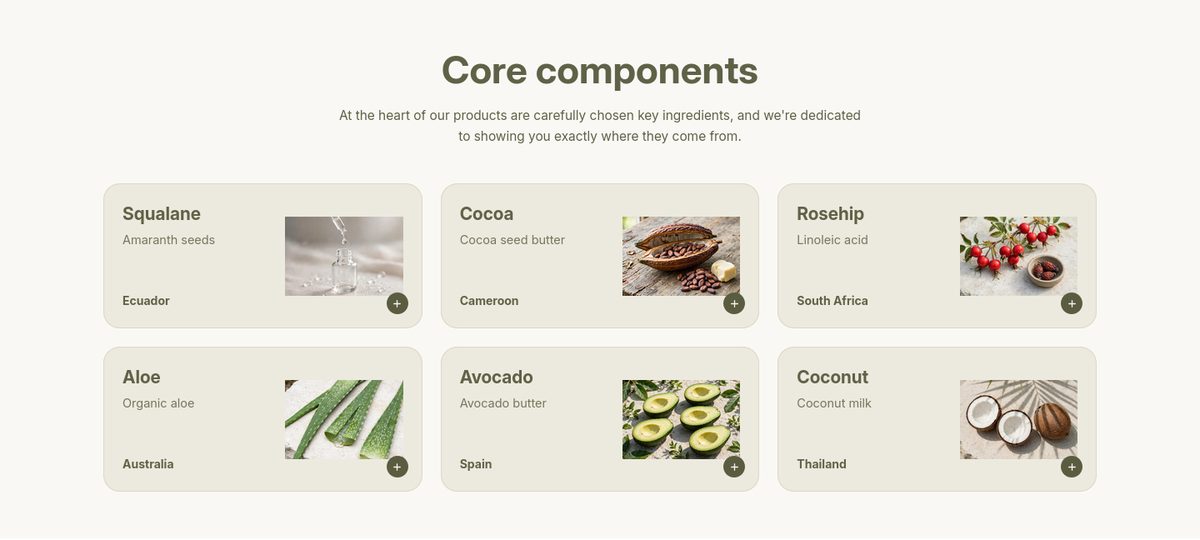 Core components
At the heart of our products are carefully chosen key ingredients, and we're dedicated
to showing you exactly where they come from.
Squalane
Amaranth seeds
Ecuador
+
Cocoa
Cocoa seed butter
Cameroon
+
Rosehip
Linoleic acid
South Africa
+
Aloe
Organic aloe
Australia
+
Avocado
Avocado butter
Spain
+
Coconut
Coconut milk
Thailand
+